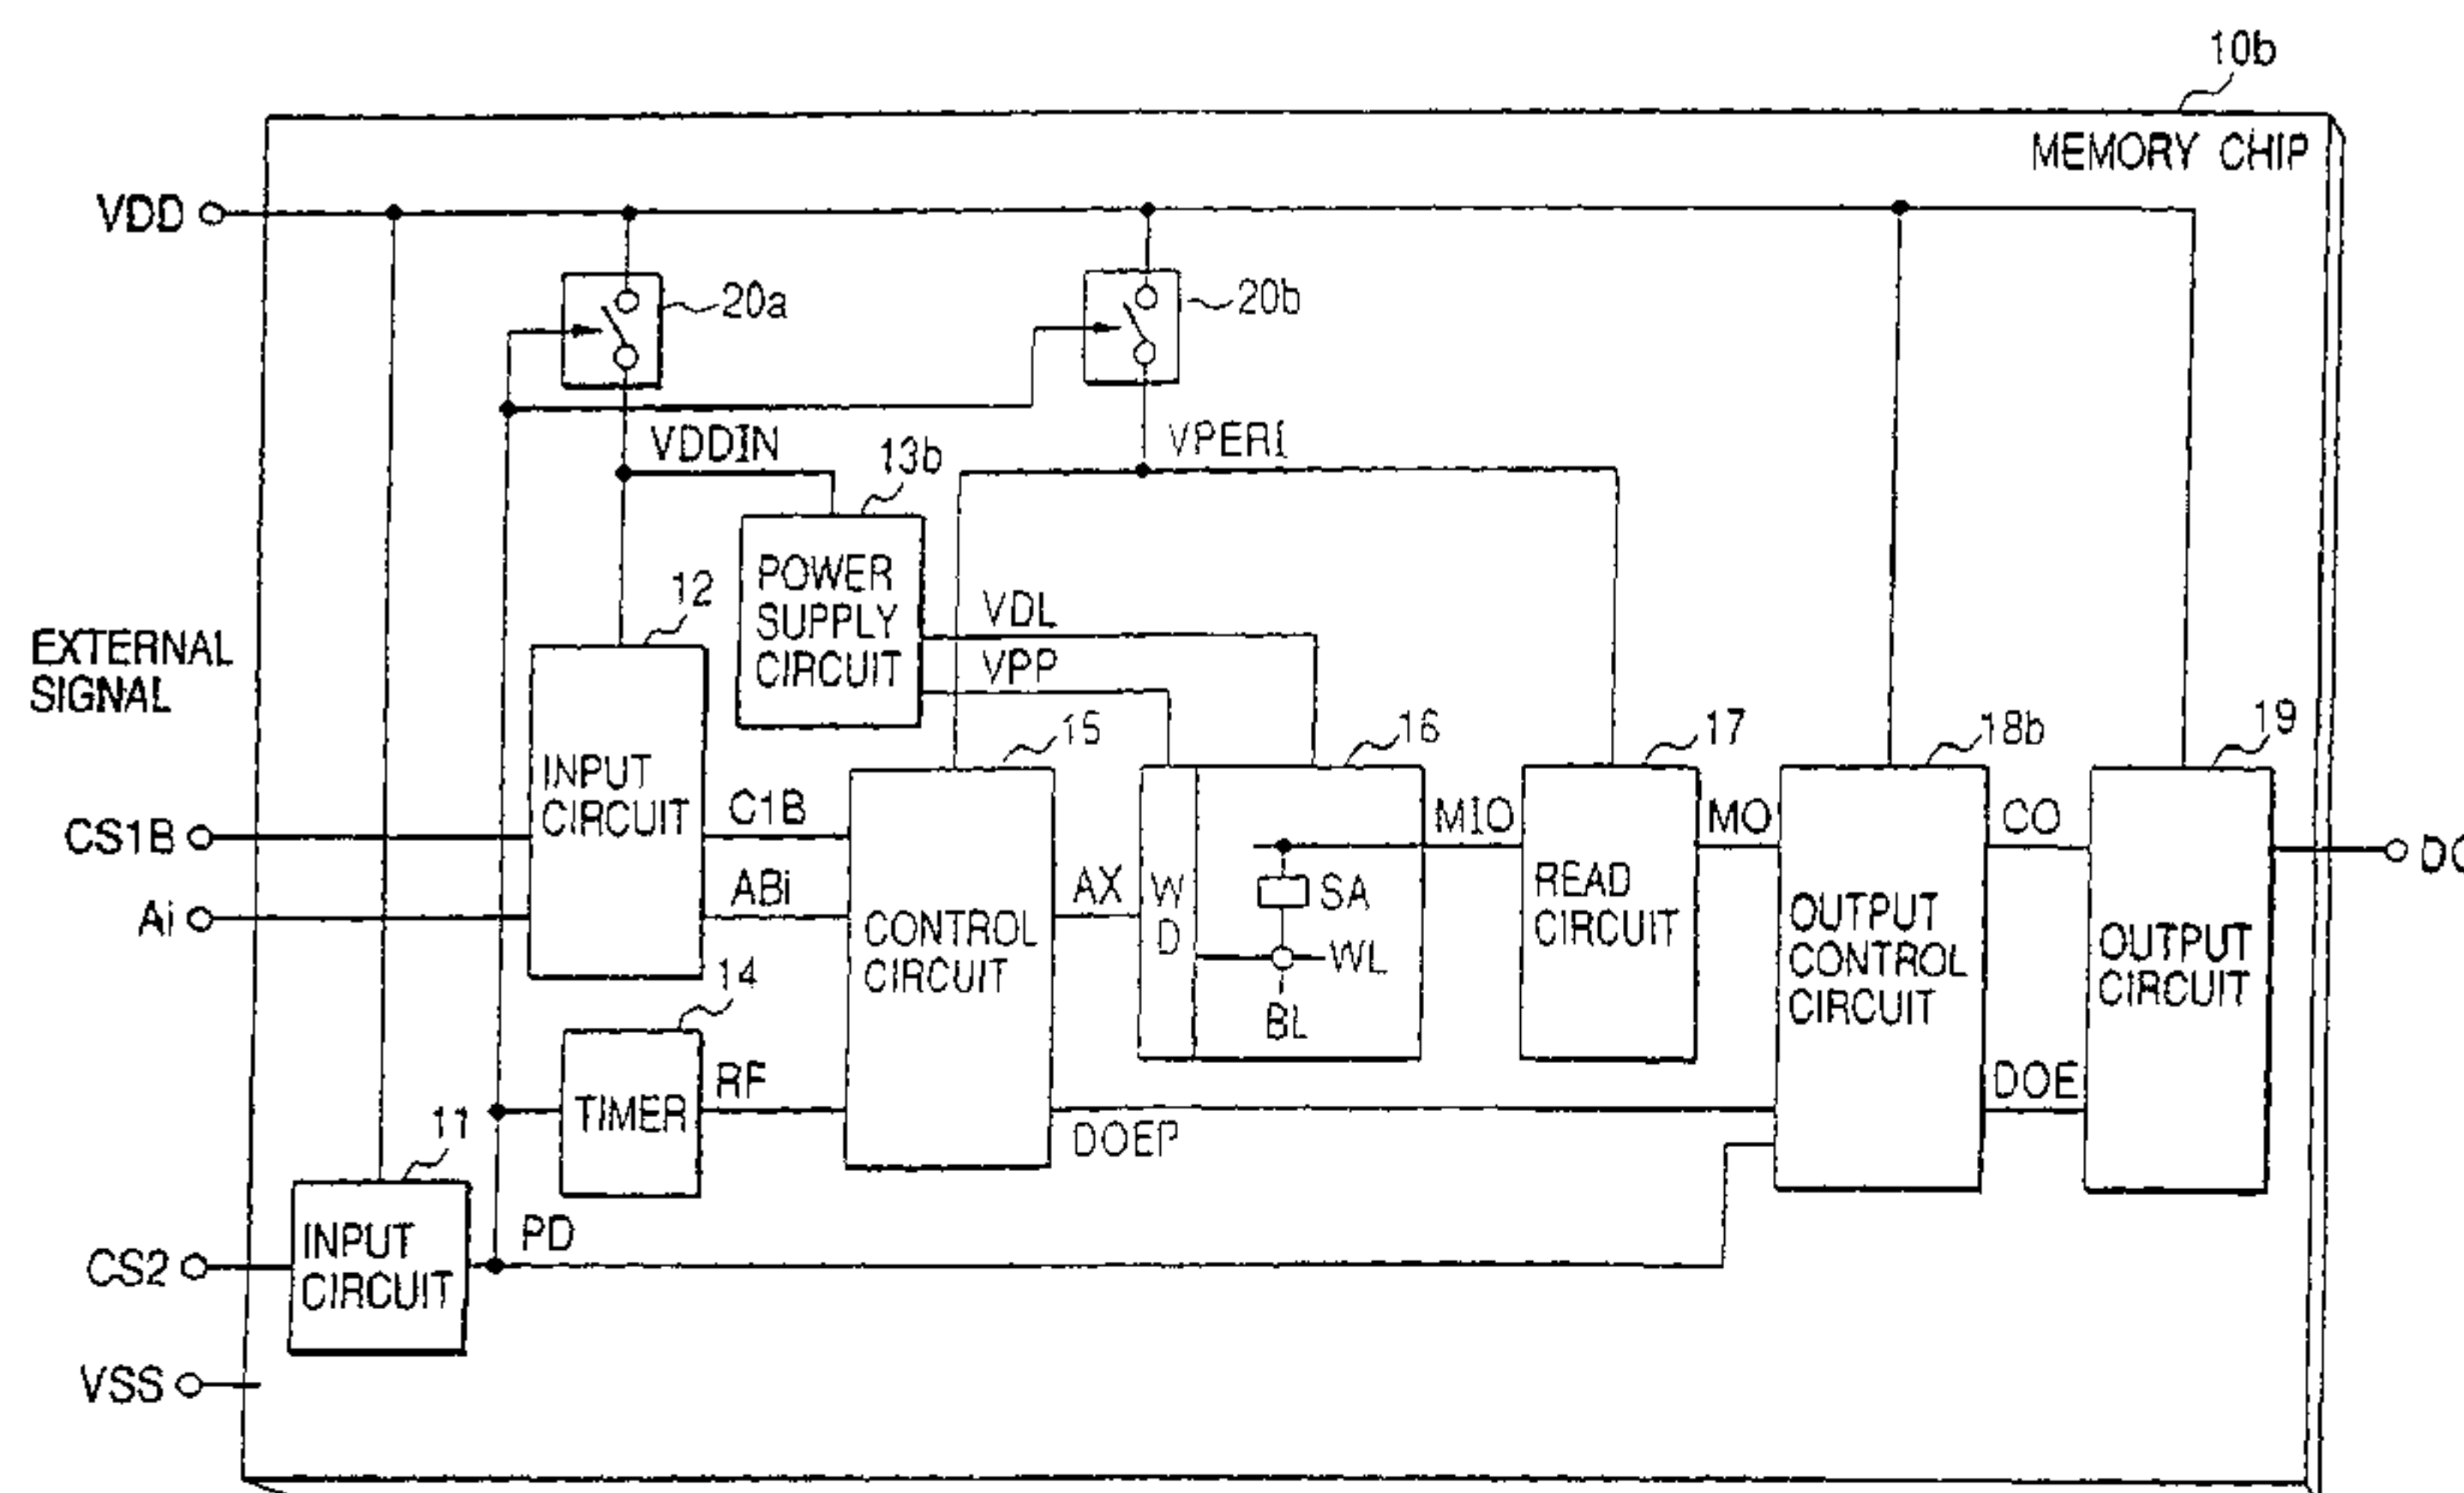 10b
MEMORY CHIP
VDD
20a
20b
VDDIN
VPERI
13b
POWER
SUPPLY
CIRCUIT
12
VDL
VPP
EXTERNAL
SIGNAL
15
16
17
18b
19
INPUT
CIRCUIT
C1B
MIO
MO
CO
CS1B
ABi
AX
W
D
SA
READ
CIRCUIT
OUTPUT
CONTROL
CIRCUIT
OUTPUT
CIRCUIT
Ai
CONTROL
CIRCUIT
WL
BL
14
TIMER
RF
DOEP
DOE
11
PD
INPUT
CIRCUIT
CS2
VSS